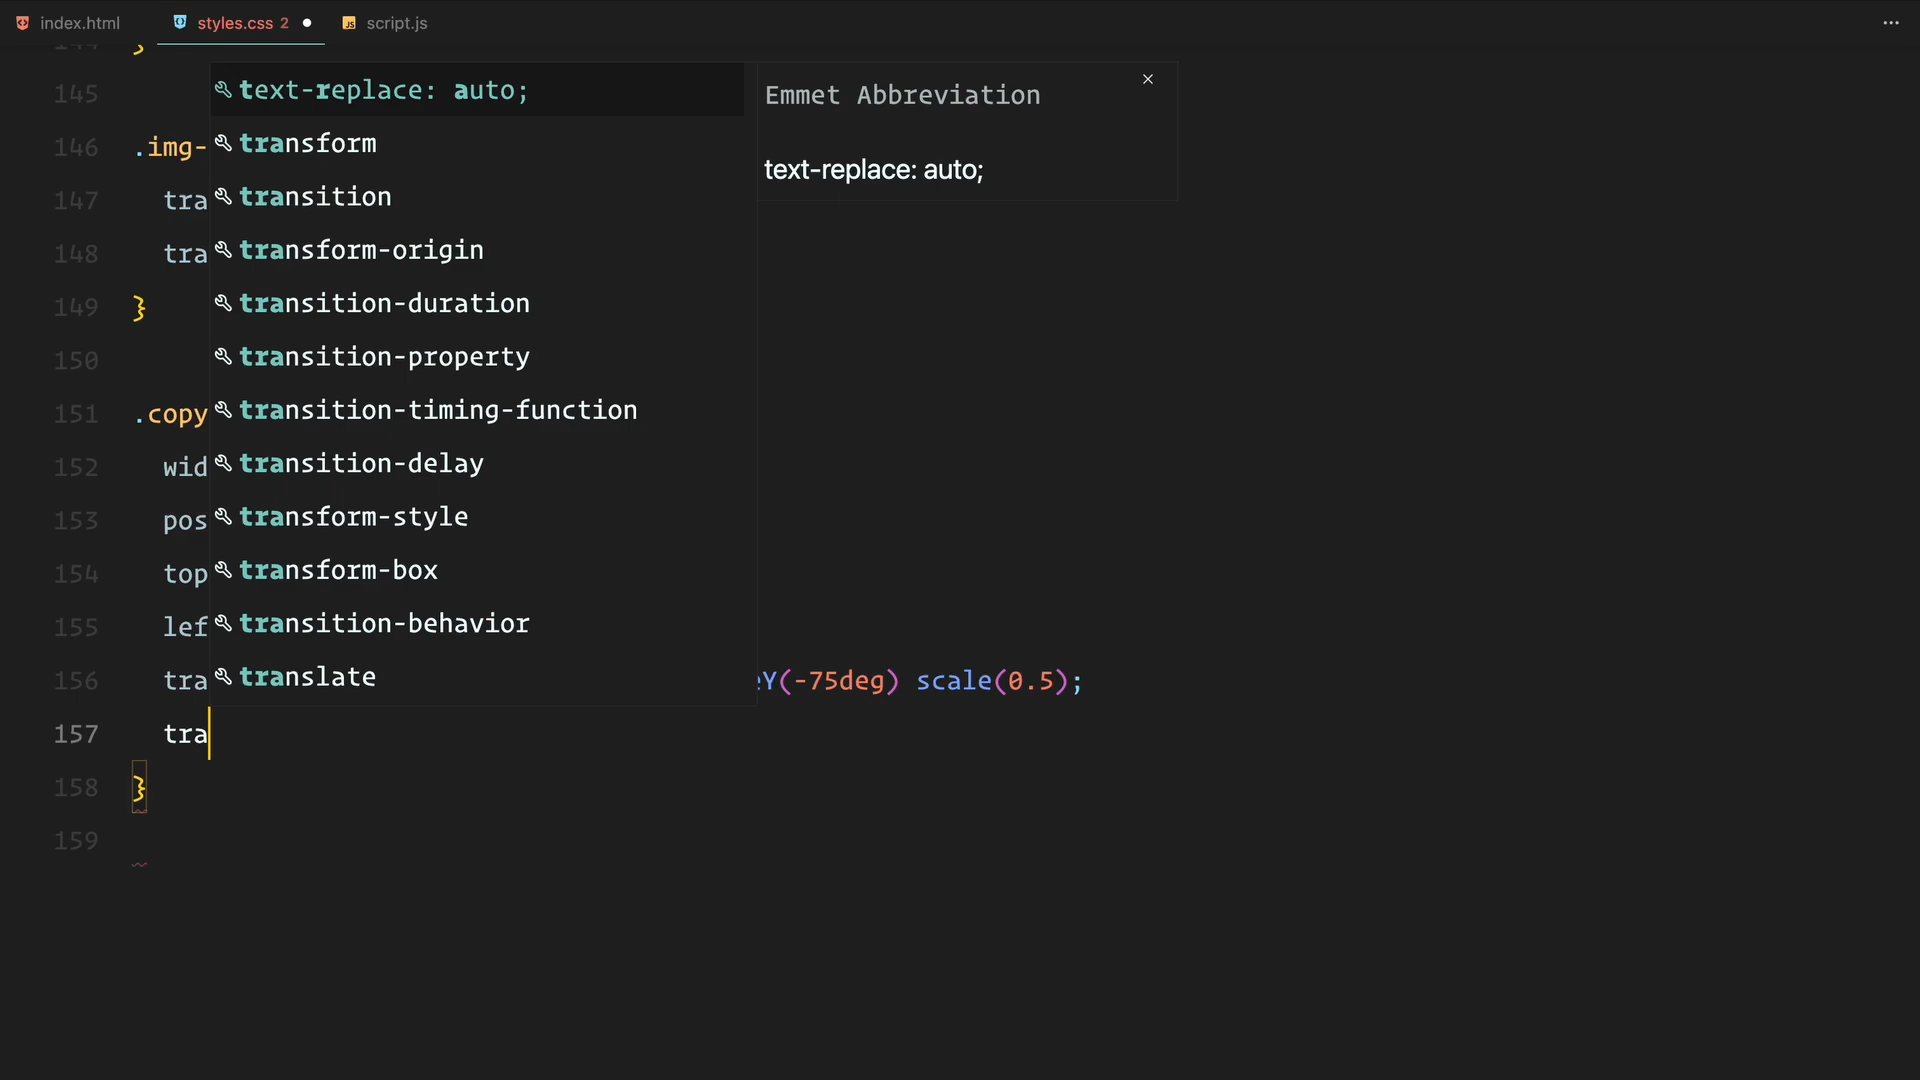 index.html styles.css 2 script.js
144 }
145 text-replace: auto; Emmet Abbreviation
146 .img- transform
text-replace: auto;
147 tra transition
148 tra transform-origin
149 } transition-duration
150 transition-property
151 .copy transition-timing-function
152 wid transition-delay
153 pos transform-style
154 top transform-box
155 lef transition-behavior
156 tra translate eY(-75deg) scale(0.5);
157 tra
158 }
159